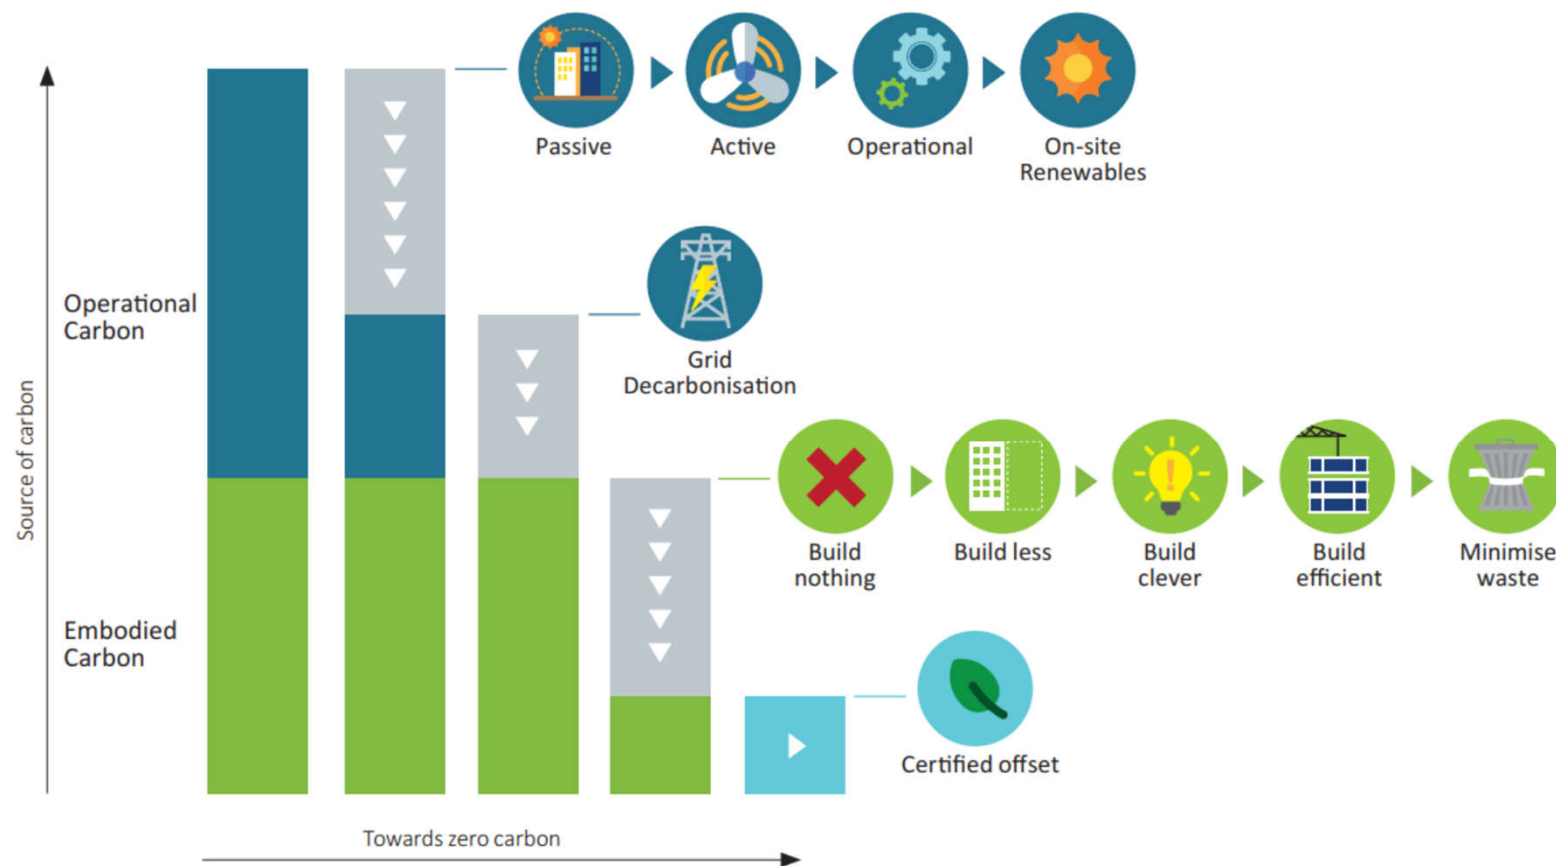 Passive
Active
Operational
On-site
Renewables
Operational
Carbon
Grid
Decarbonisation
Source of carbon
Build
nothing
Build less
Build
clever
Build
efficient
Minimise
waste
Embodied
Carbon
Certified offset
Towards zero carbon